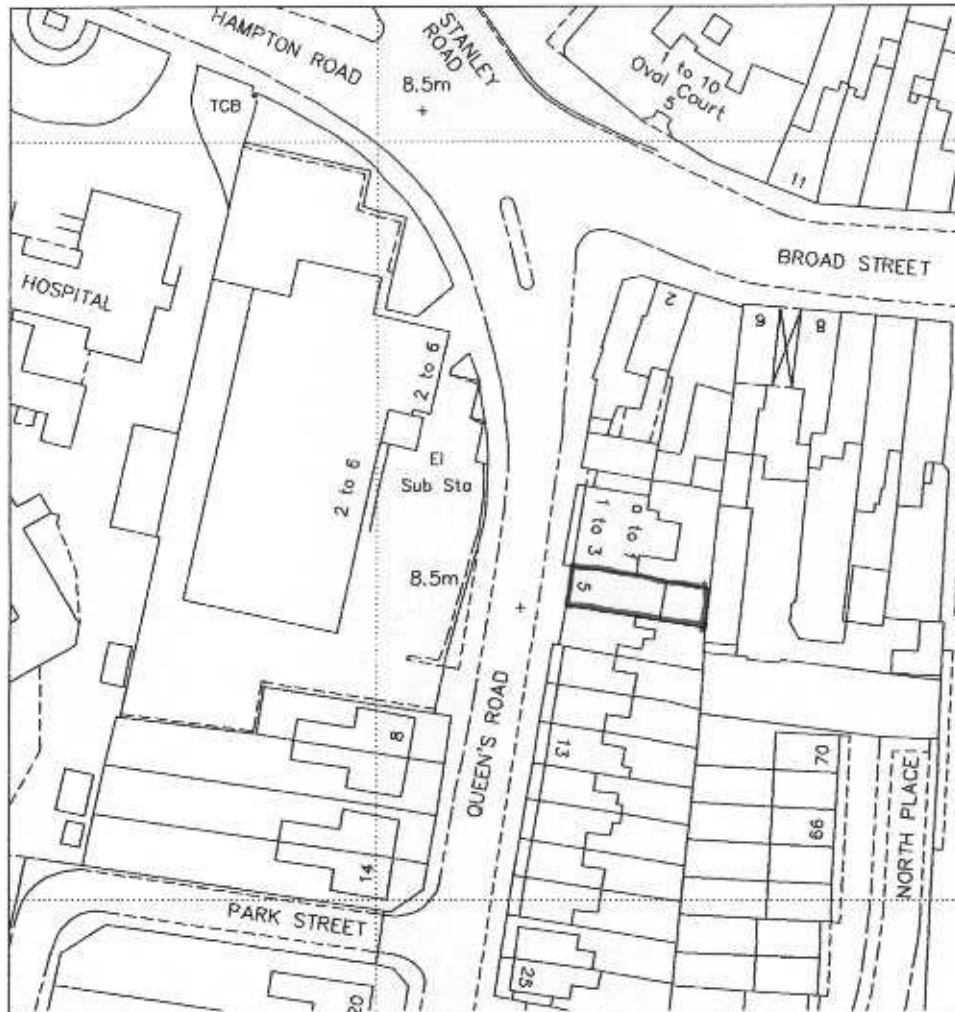 HAMPTON ROAD
STANLEY
ROAD
8.5m
1 to 10
Oval Court
5
TCB
11
BROAD STREET
HOSPITAL
2
6
8
2 to 6
El
Sub Sta
2 to 6
a to f
1 to 3
8.5m
5
QUEEN'S ROAD
8
13
70
66
NORTH PLACE
14
PARK STREET
25
20